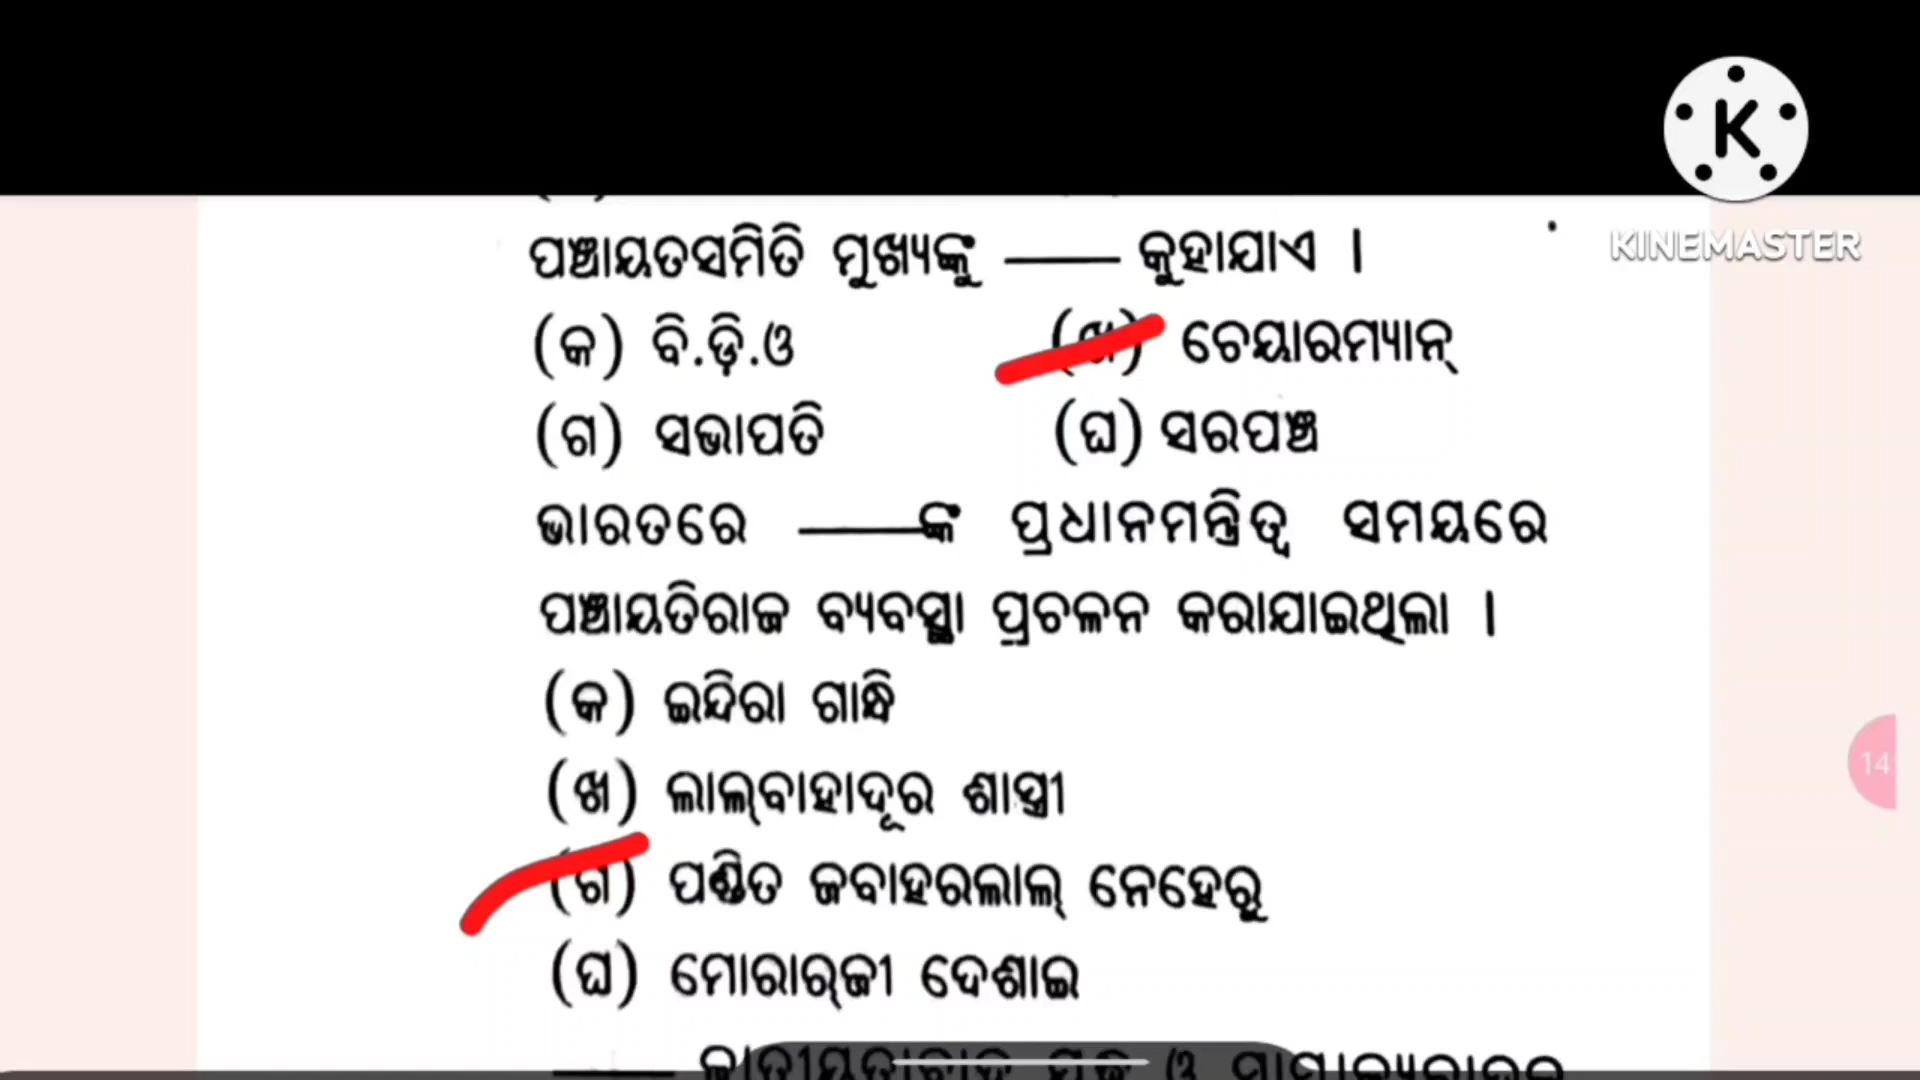 K
KINEMASTER
ପଞ୍ଚାୟତସମିତି ମୁଖ୍ୟଙ୍କୁ —— କୁହାଯାଏ ।
(କ) ବି.ଡ଼ି.ଓ (ଖ) ଚେୟାରମ୍ୟାନ୍
(ଗ) ସଭାପତି (ଘ) ସରପଞ୍ଚ
ଭାରତରେ ——ଙ୍କ ପ୍ରଧାନମନ୍ତ୍ରିତ୍ୱ ସମୟରେ
ପଞ୍ଚାୟତିରାଜ ବ୍ୟବସ୍ଥା ପ୍ରଚଳନ କରାଯାଇଥିଲା ।
(କ) ଇନ୍ଦିରା ଗାନ୍ଧି
(ଖ) ଲାଲ୍‌ବାହାଦୂର ଶାସ୍ତ୍ରୀ
(ଗ) ପଣ୍ଡିତ ଜବାହରଲାଲ୍ ନେହେରୁ
(ଘ) ମୋରାର୍‌ଜୀ ଦେଶାଇ
14